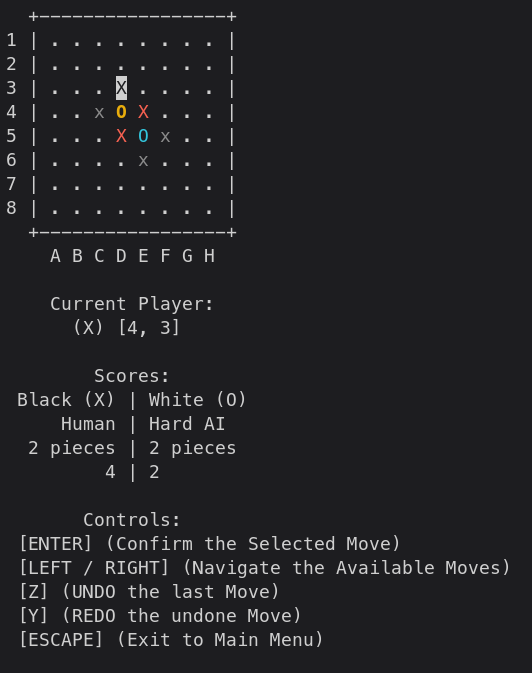 +-----------------+
1 | . . . . . . . . |
2 | . . . . . . . . |
3 | . . . X . . . . |
4 | . . x O X . . . |
5 | . . . X O x . . |
6 | . . . . x . . . |
7 | . . . . . . . . |
8 | . . . . . . . . |
+-----------------+
A B C D E F G H
Current Player:
(X) [4, 3]
Scores:
Black (X) | White (O)
Human | Hard AI
2 pieces | 2 pieces
4 | 2
Controls:
[ENTER] (Confirm the Selected Move)
[LEFT / RIGHT] (Navigate the Available Moves)
[Z] (UNDO the last Move)
[Y] (REDO the undone Move)
[ESCAPE] (Exit to Main Menu)